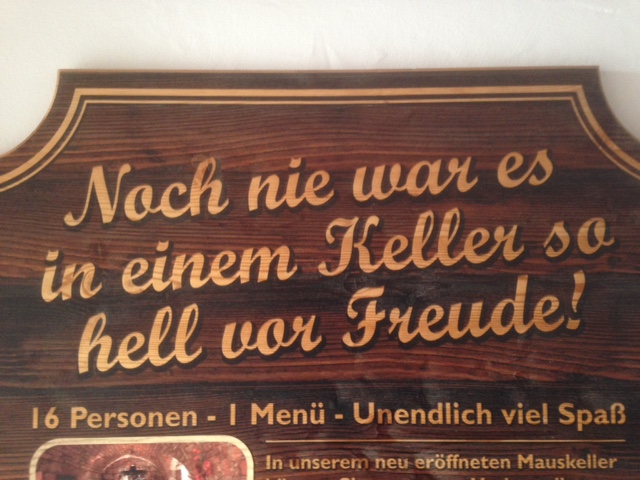 Noch nie war es
in einem Keller so
hell vor Freude!
16 Personen - 1 Menü - Unendlich viel Spaß
In unserem neu eröffneten Mauskeller